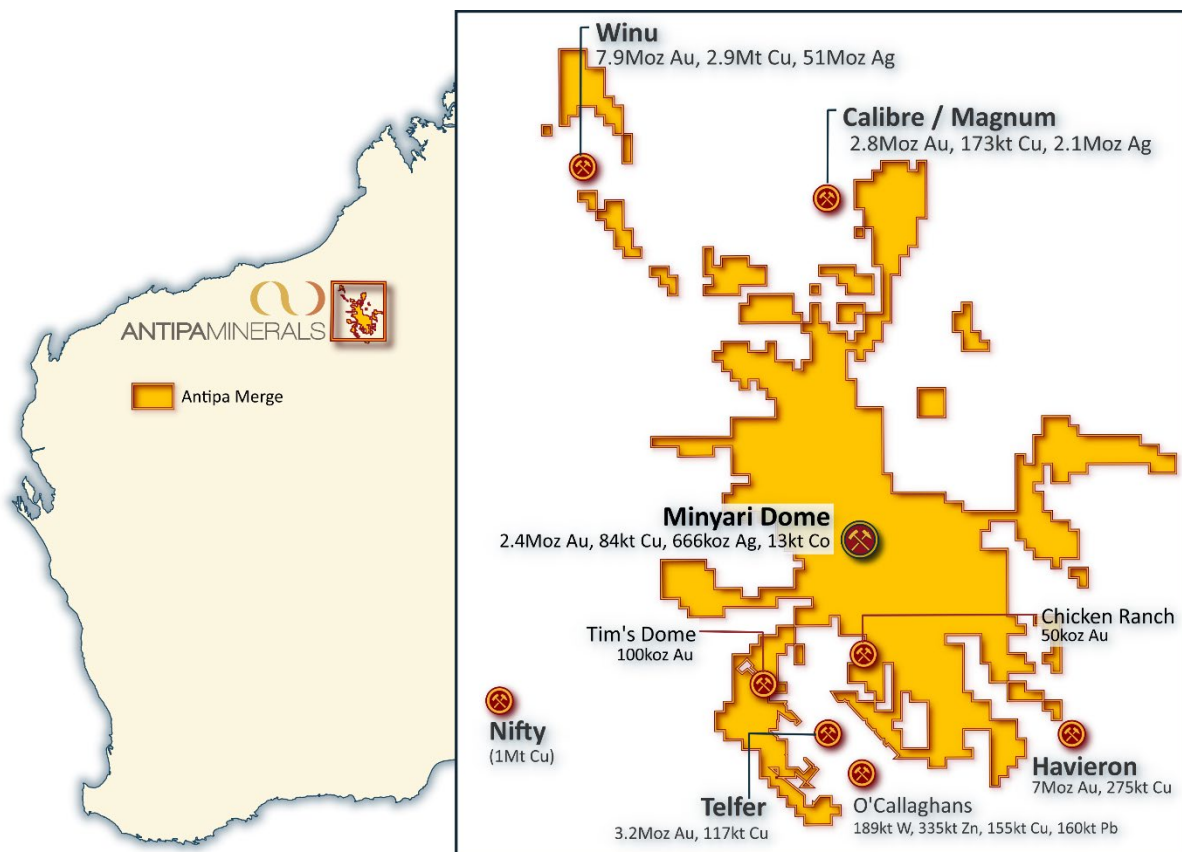 Winu
7.9Moz Au, 2.9Mt Cu, 51Moz Ag
Calibre / Magnum
2.8Moz Au, 173kt Cu, 2.1Moz Ag
ANTIPAMINERALS
Antipa Merge
Minyari Dome
2.4Moz Au, 84kt Cu, 666koz Ag, 13kt Co
Tim's Dome
100koz Au
Chicken Ranch
50koz Au
Nifty
(1Mt Cu)
Telfer
3.2Moz Au, 117kt Cu
O'Callaghans
189kt W, 335kt Zn, 155kt Cu, 160kt Pb
Havieron
7Moz Au, 275kt Cu